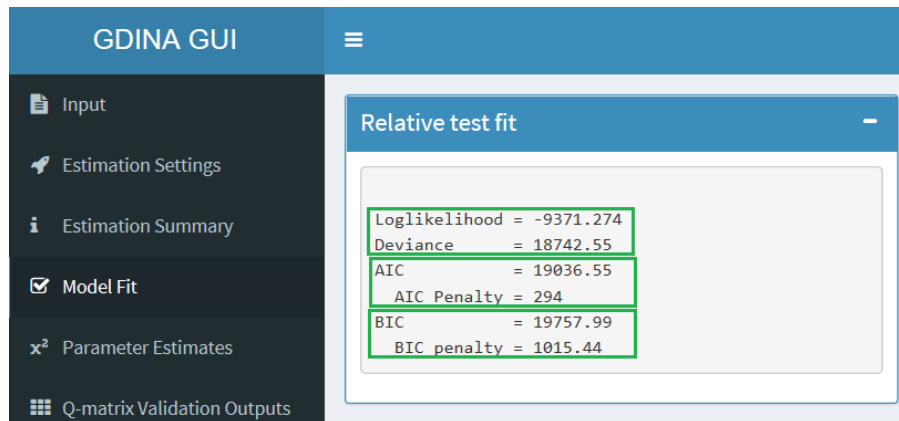 GDINA GUI
Input
Estimation Settings
Estimation Summary
Model Fit
x² Parameter Estimates
Q-matrix Validation Outputs
Relative test fit
Loglikelihood = -9371.274
Deviance = 18742.55
AIC = 19036.55
AIC Penalty = 294
BIC = 19757.99
BIC penalty = 1015.44